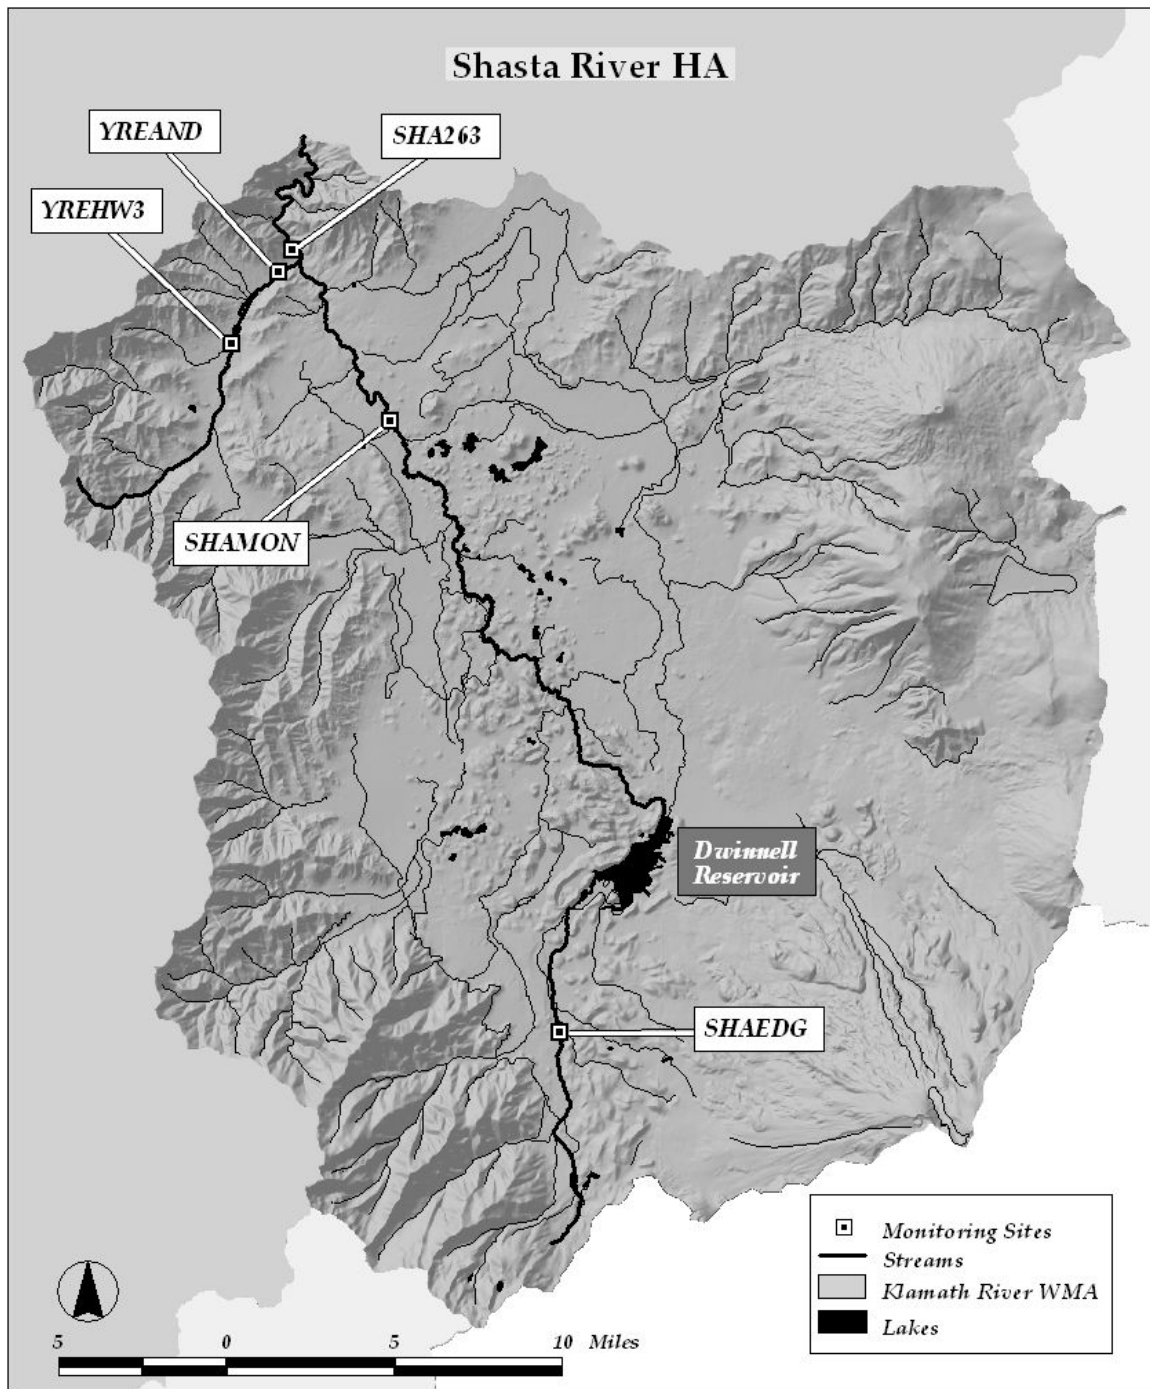 Shasta River HA
YREAND
SHA263
YREHW3
SHAMON
Dwinnell
Reservoir
SHAEDG
Monitoring Sites
Streams
Klamath River WMA
Lakes
5 0 5 10 Miles